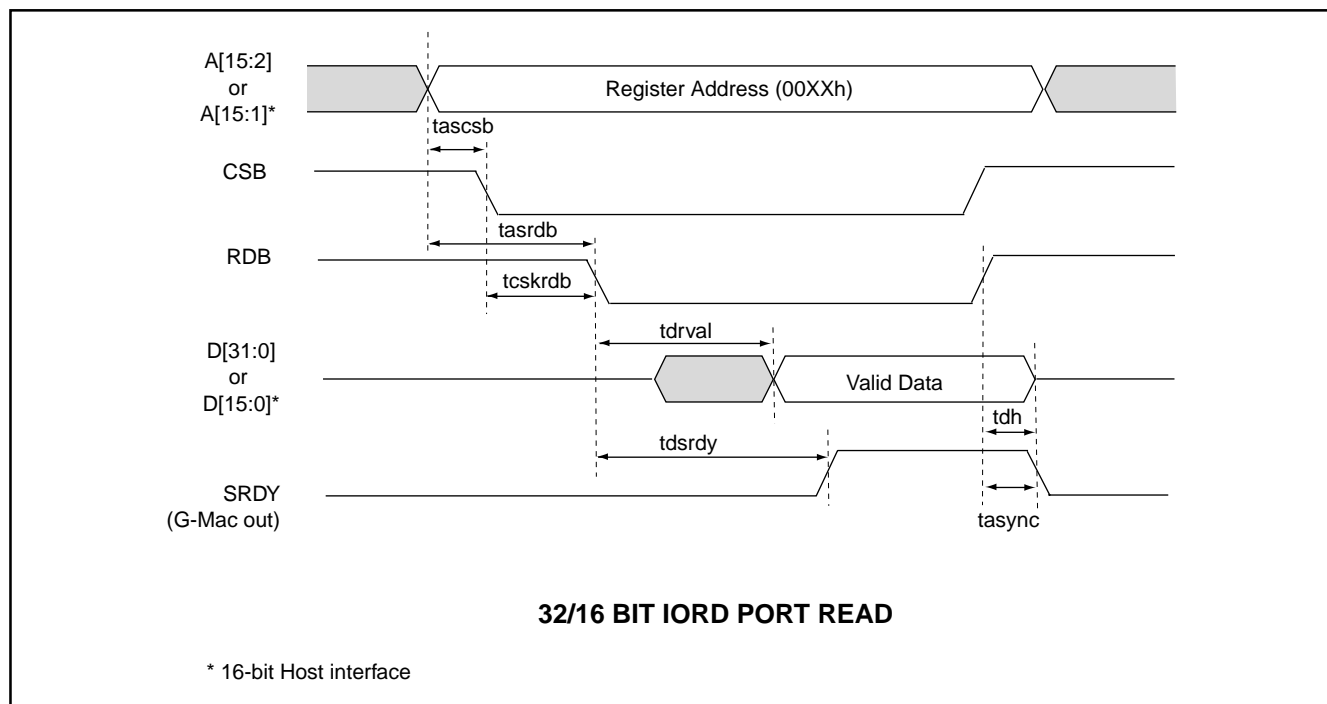 A[15:2]
or
A[15:1]*
Register Address (00XXh)
tascsb
CSB
tasrdb
RDB
tcskrdb
tdrval
D[31:0]
or
D[15:0]*
Valid Data
tdh
tdsrdy
SRDY
(G-Mac out)
tasync
32/16 BIT IORD PORT READ
* 16-bit Host interface